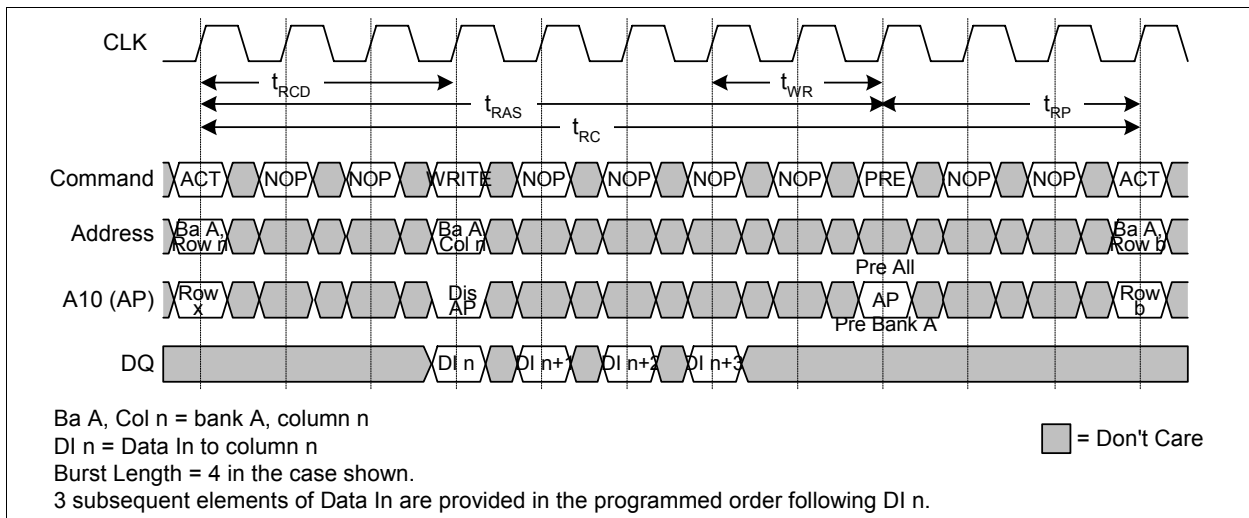 CLK
tRCD
tWR
tRAS
tRP
tRC
Command ACT NOP NOP WRITE NOP NOP NOP NOP PRE NOP NOP ACT
Address Ba A, Row n Ba A Col n Ba A, Row b
Pre All
A10 (AP) Row x Dis AP AP Row b
Pre Bank A
DQ DI n DI n+1 DI n+2 DI n+3
Ba A, Col n = bank A, column n
DI n = Data In to column n
= Don't Care
Burst Length = 4 in the case shown.
3 subsequent elements of Data In are provided in the programmed order following DI n.